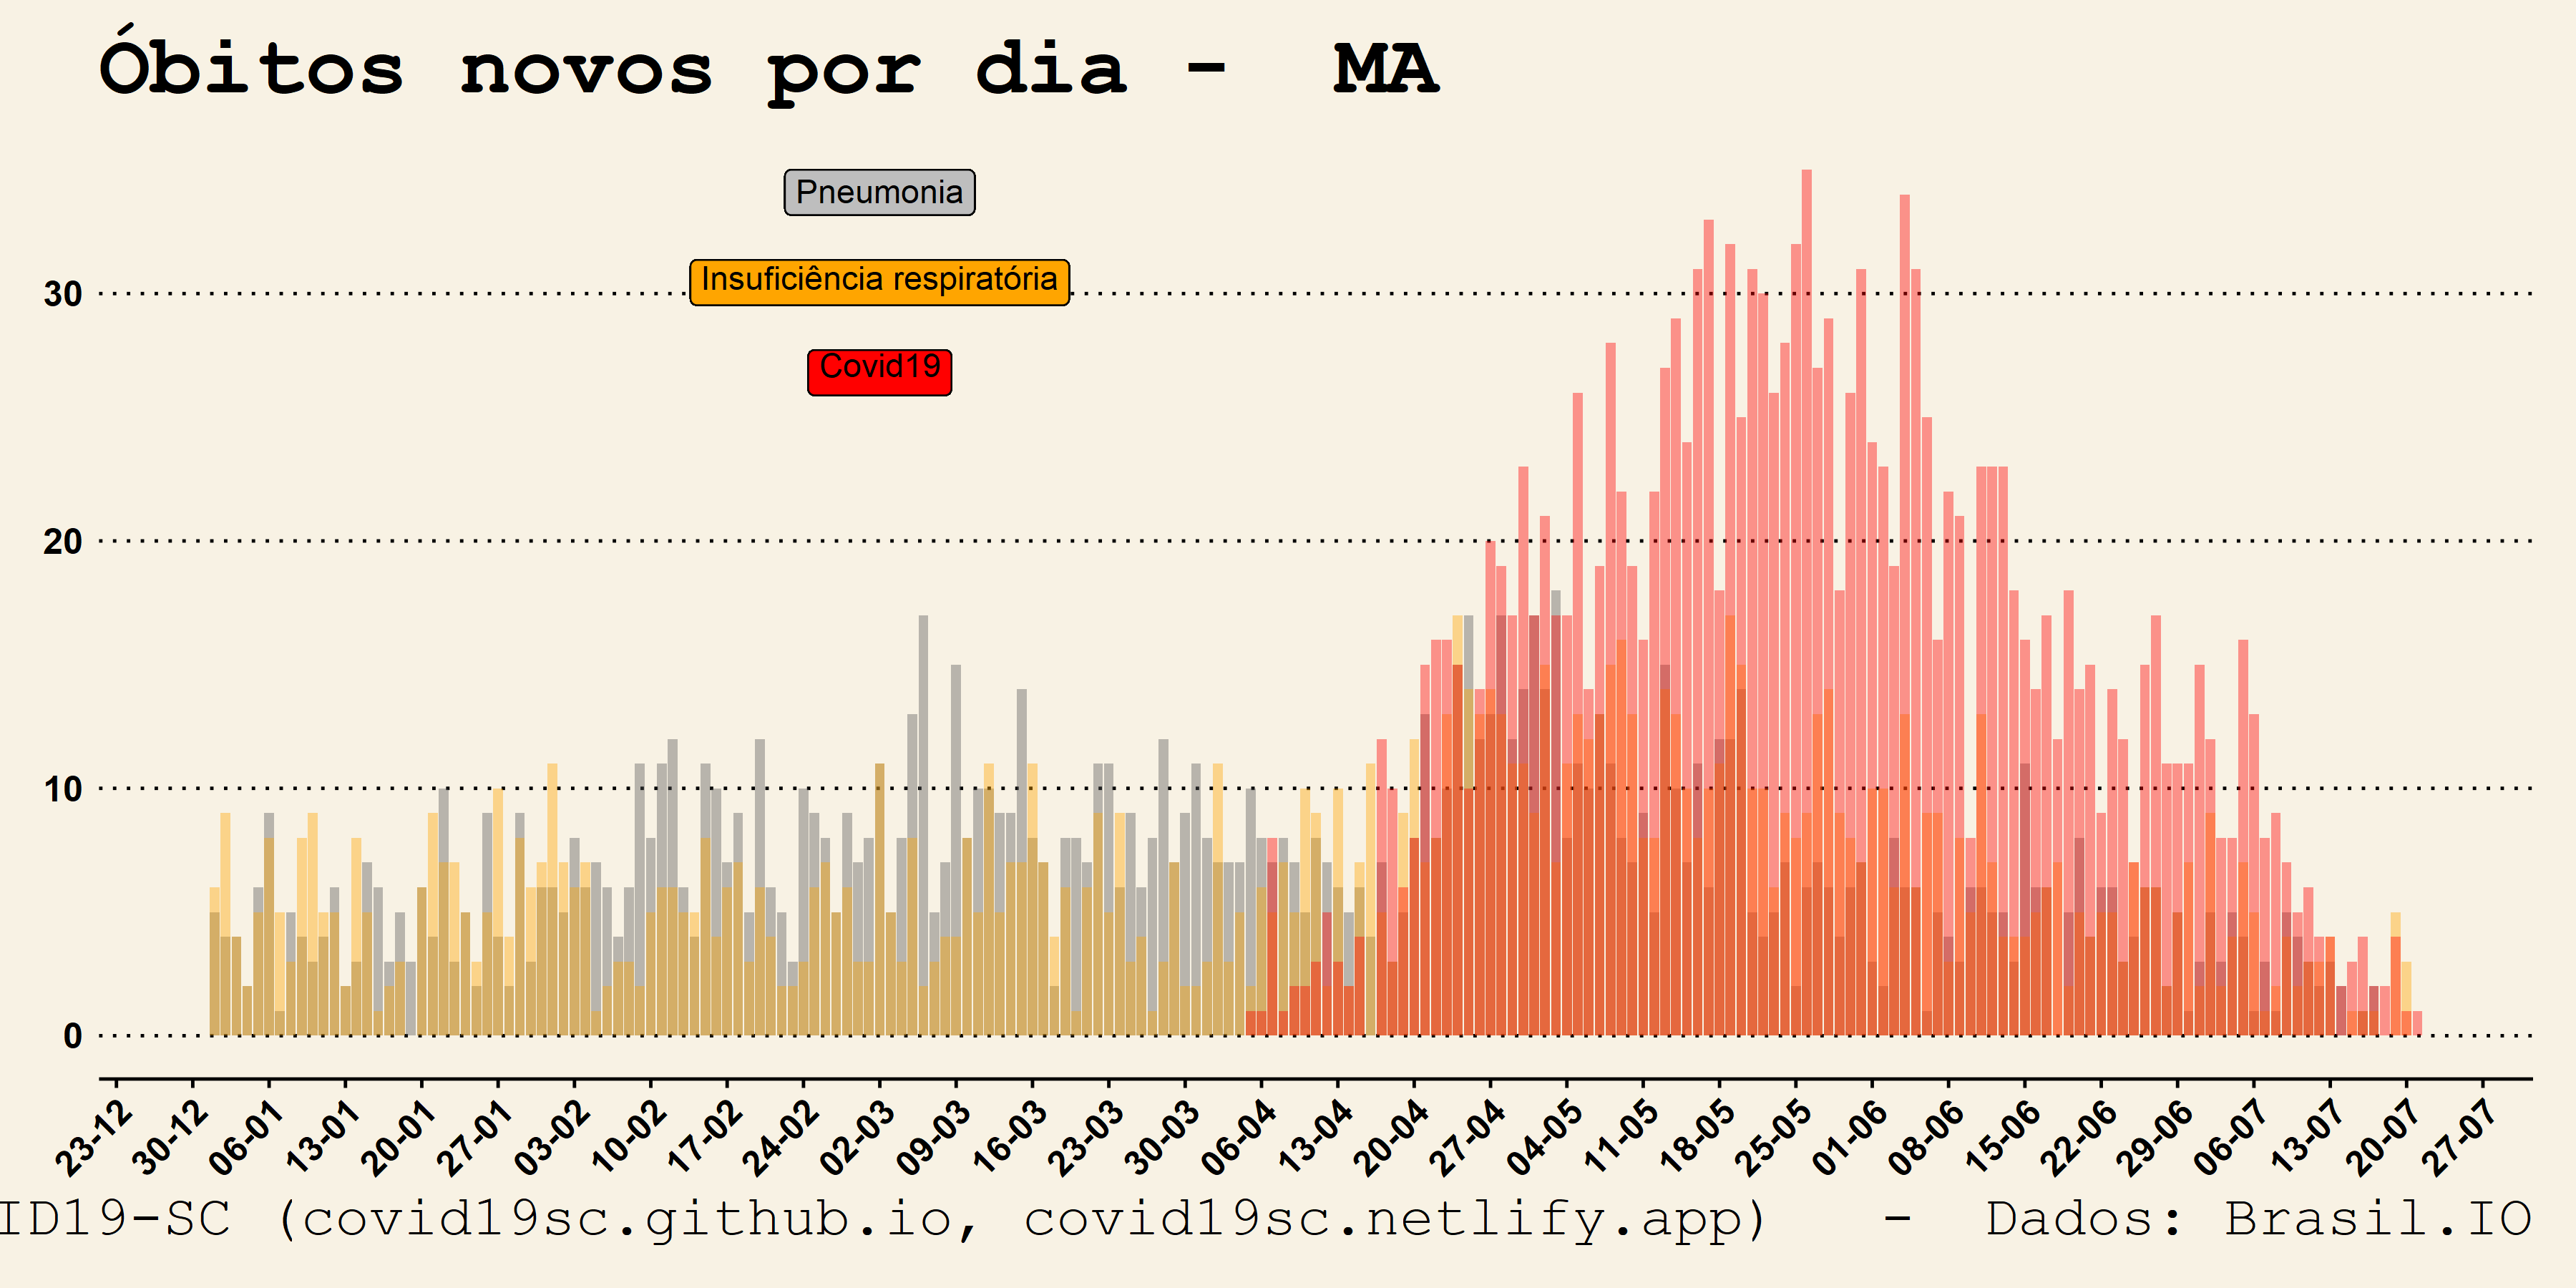 Óbitos novos por dia - MA
Pneumonia
Insuficiência respiratória
Covid19
30
20
10
0
23-12 30-12 06-01 13-01 20-01 27-01 03-02 10-02 17-02 24-02 02-03 09-03 16-03 23-03 30-03 06-04 13-04 20-04 27-04 04-05 11-05 18-05 25-05 01-06 08-06 15-06 22-06 29-06 06-07 13-07 20-07 27-07
ID19-SC (covid19sc.github.io, covid19sc.netlify.app) - Dados: Brasil.IO